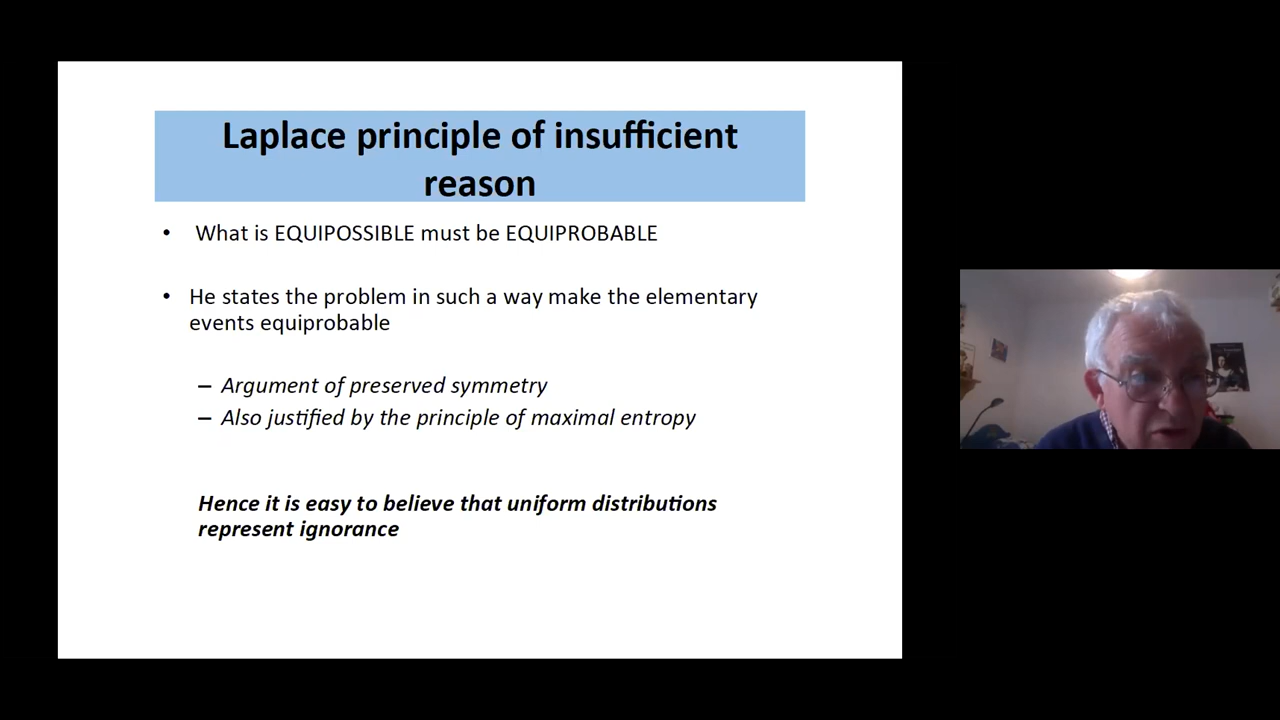 Laplace principle of insufficient
reason
• What is EQUIPOSSIBLE must be EQUIPROBABLE
• He states the problem in such a way make the elementary
events equiprobable
– Argument of preserved symmetry
– Also justified by the principle of maximal entropy
Hence it is easy to believe that uniform distributions
represent ignorance